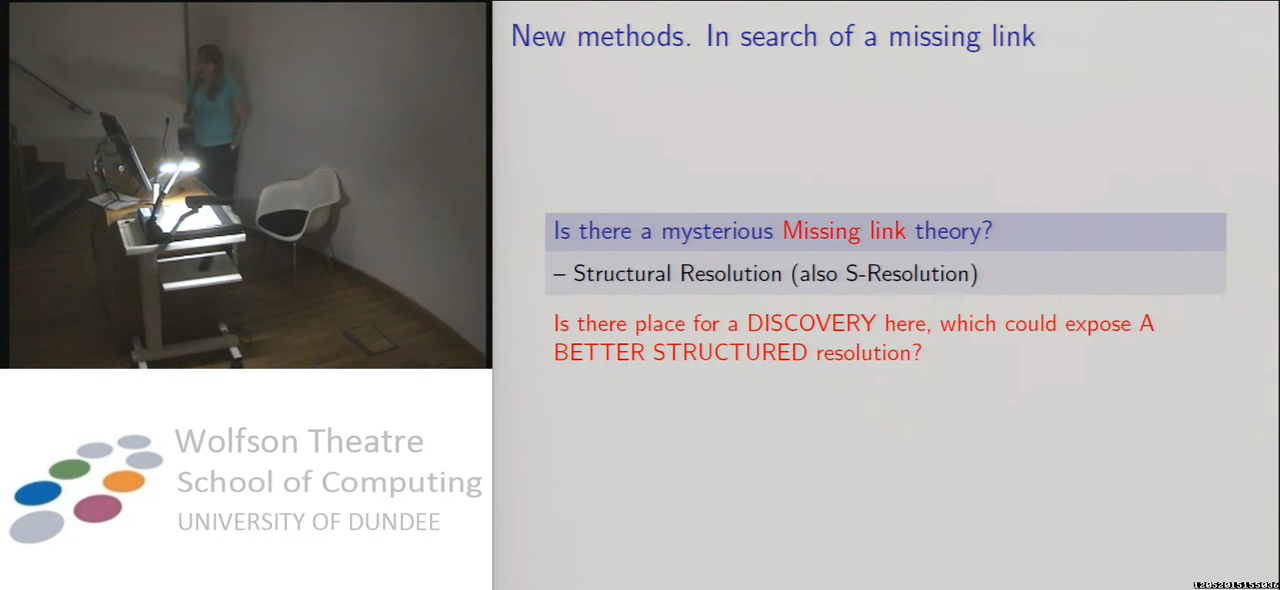 New methods. In search of a missing link
Is there a mysterious Missing link theory?
– Structural Resolution (also S-Resolution)
Is there place for a DISCOVERY here, which could expose A
BETTER STRUCTURED resolution?
Wolfson Theatre
School of Computing
UNIVERSITY OF DUNDEE